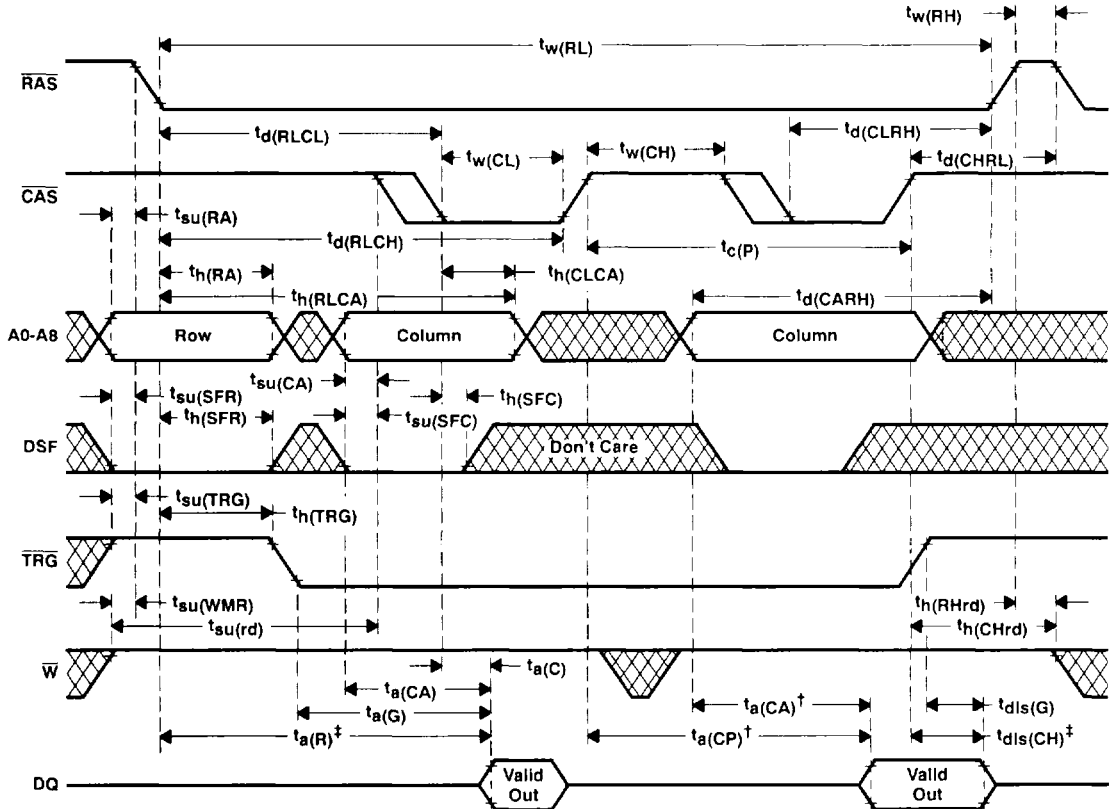 tw(RH)
tw(RL)
RAS
td(RLCL)
td(CLRH)
tw(CL)
tw(CH)
td(CHRL)
CAS
tsu(RA)
td(RLCH)
tc(P)
th(RA)
th(CLCA)
th(RLCA)
td(CARH)
A0-A8
Row
Column
Column
tsu(CA)
tsu(SFR)
th(SFC)
th(SFR)
tsu(SFC)
DSF
Don't Care
tsu(TRG)
th(TRG)
TRG
tsu(WMR)
th(RHrd)
tsu(rd)
th(CHrd)
W
ta(C)
ta(CA)
ta(CA)†
tdis(G)
ta(G)
ta(R)‡
ta(CP)†
tdis(CH)‡
DQ
Valid
Out
Valid
Out